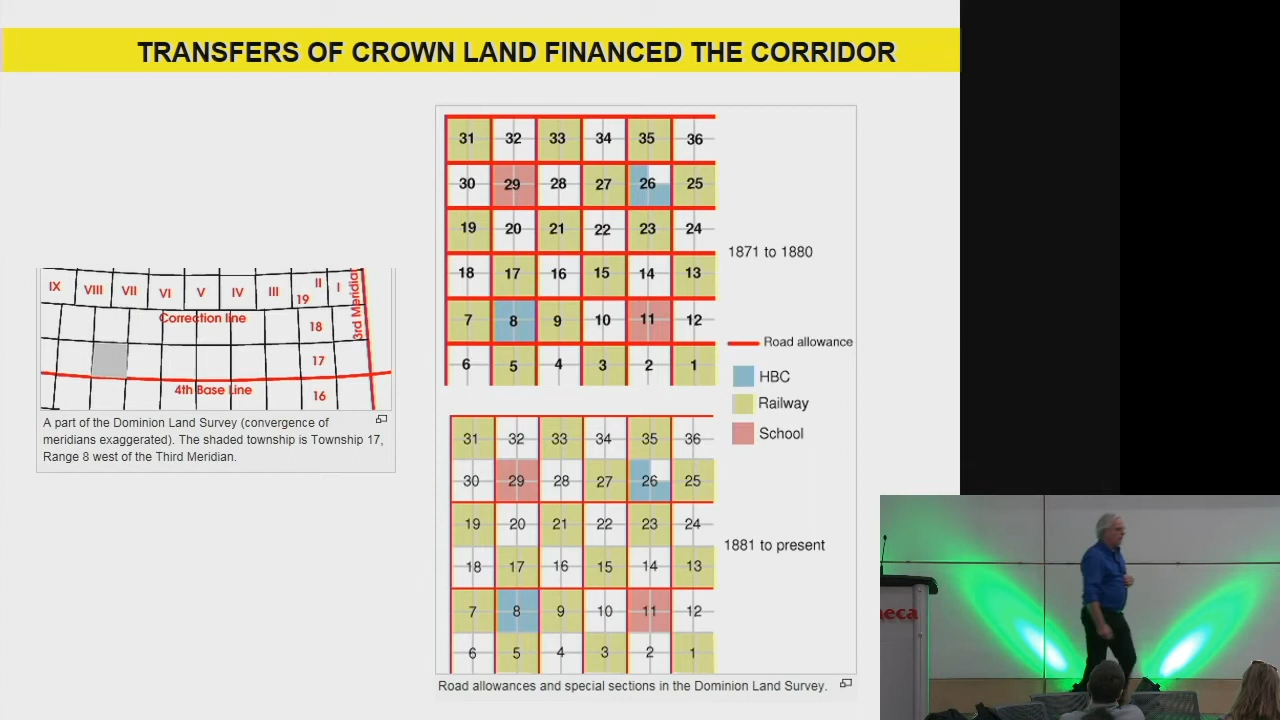 TRANSFERS OF CROWN LAND FINANCED THE CORRIDOR
IX VIII VII VI V IV III II I
19
3rd Meridian
Correction line
18
17
4th Base Line
16
A part of the Dominion Land Survey (convergence of
meridians exaggerated). The shaded township is Township 17,
Range 8 west of the Third Meridian.
31 32 33 34 35 36
30 29 28 27 26 25
19 20 21 22 23 24
18 17 16 15 14 13
7 8 9 10 11 12
6 5 4 3 2 1
1871 to 1880
Road allowance
HBC
Railway
School
31 32 33 34 35 36
30 29 28 27 26 25
19 20 21 22 23 24
18 17 16 15 14 13
7 8 9 10 11 12
6 5 4 3 2 1
1881 to present
Road allowances and special sections in the Dominion Land Survey.
eca